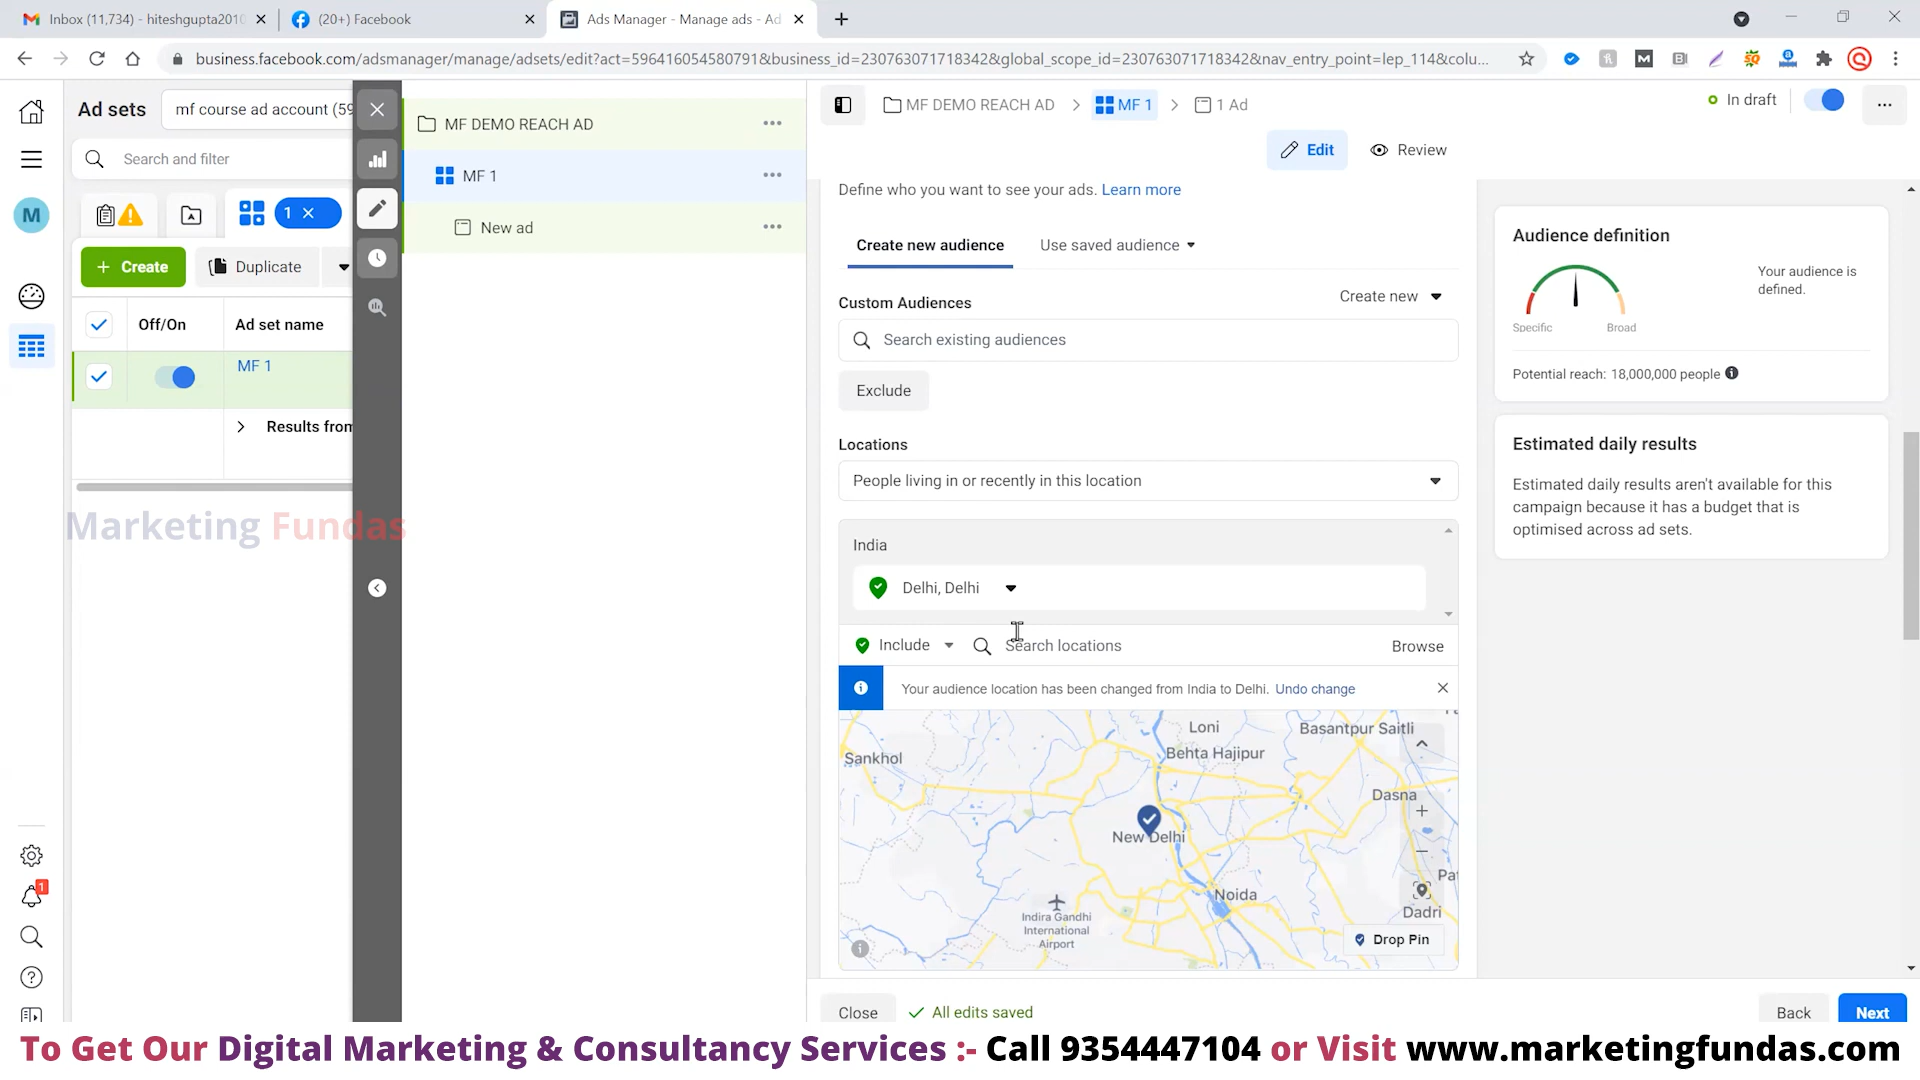 Inbox (11,734) - hiteshgupta2010
(20+) Facebook
Ads Manager - Manage ads - Ad
business.facebook.com/adsmanager/manage/adsets/edit?act=596416054580791&business_id=230763071718342&global_scope_id=230763071718342&nav_entry_point=lep_114&colu...
Ad sets
mf course ad account (59
Search and filter
M
1
Create
Duplicate
Off/On
Ad set name
MF 1
Results from
MF DEMO REACH AD
MF 1
New ad
MF DEMO REACH AD
MF 1
1 Ad
In draft
Edit
Review
Define who you want to see your ads. Learn more
Create new audience
Use saved audience
Custom Audiences
Create new
Search existing audiences
Exclude
Locations
People living in or recently in this location
India
Delhi, Delhi
Include
Search locations
Browse
Your audience location has been changed from India to Delhi. Undo change
Loni
Basantpur Saitli
Behta Hajipur
Sankhol
Dasna
New Delhi
Noida
Dadri
Indira Gandhi
International
Airport
Drop Pin
Audience definition
Your audience is
defined.
Specific
Broad
Potential reach: 18,000,000 people
Estimated daily results
Estimated daily results aren't available for this
campaign because it has a budget that is
optimised across ad sets.
Marketing Fundas
1
Close
All edits saved
Back
Next
To Get Our Digital Marketing & Consultancy Services :- Call 9354447104 or Visit www.marketingfundas.com